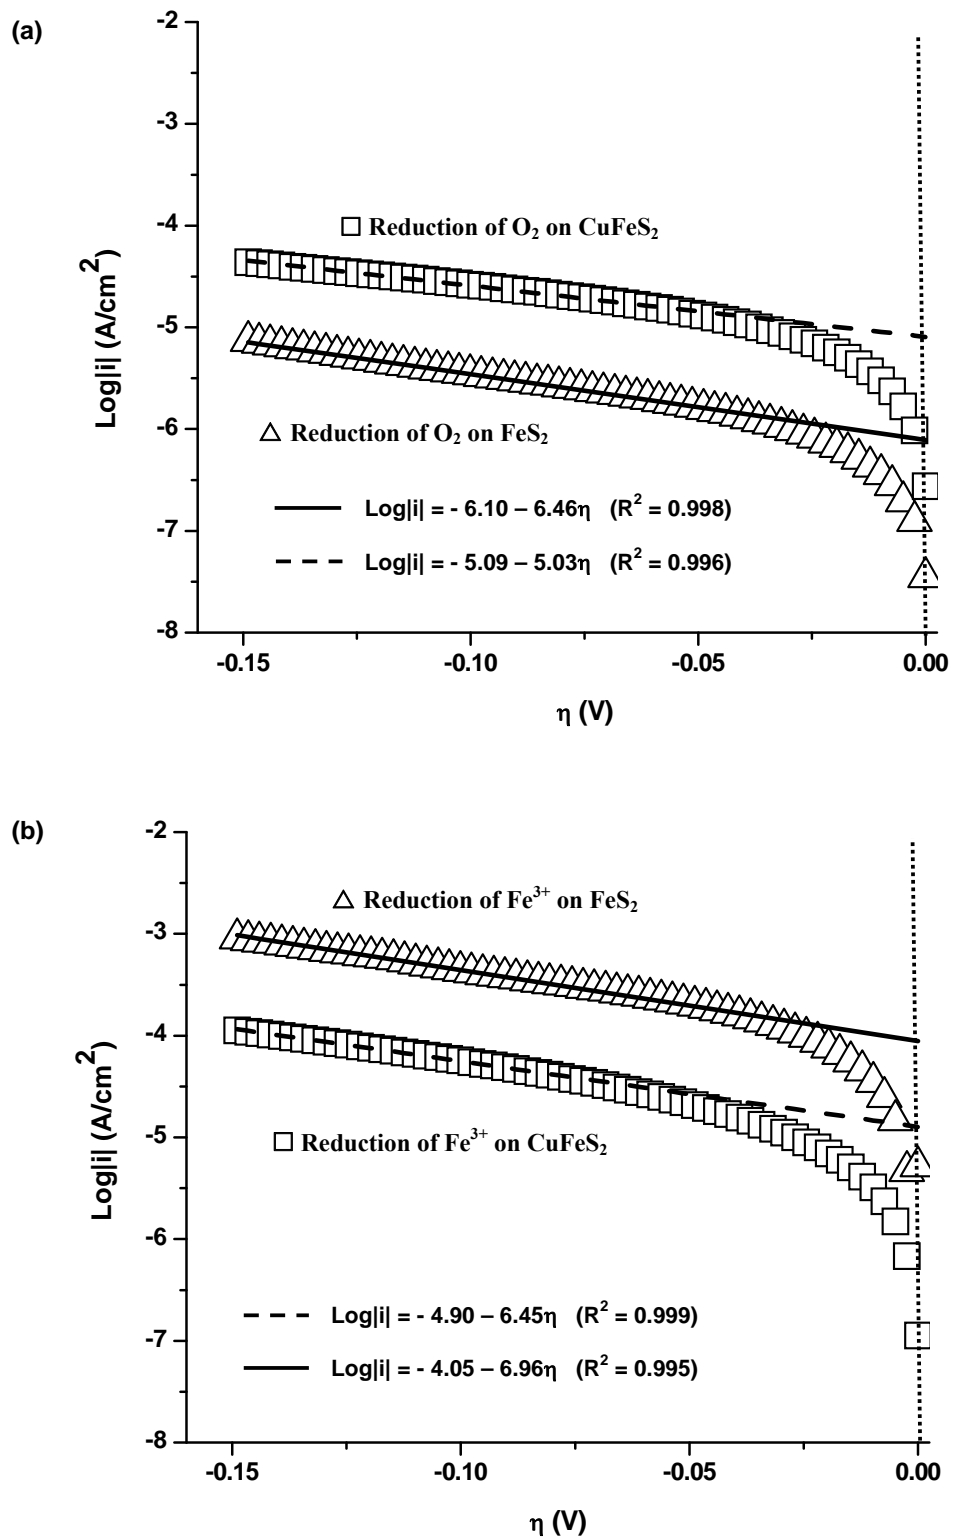 (a)
-2
-3
-4
-5
-6
-7
-8
Log|i| (A/cm²)
Reduction of O₂ on CuFeS₂
Reduction of O₂ on FeS₂
Log|i| = - 6.10 – 6.46η (R² = 0.998)
Log|i| = - 5.09 – 5.03η (R² = 0.996)
-0.15 -0.10 -0.05 0.00
η (V)
(b)
-2
-3
-4
-5
-6
-7
-8
Log|i| (A/cm²)
Reduction of Fe³⁺ on FeS₂
Reduction of Fe³⁺ on CuFeS₂
Log|i| = - 4.90 – 6.45η (R² = 0.999)
Log|i| = - 4.05 – 6.96η (R² = 0.995)
-0.15 -0.10 -0.05 0.00
η (V)